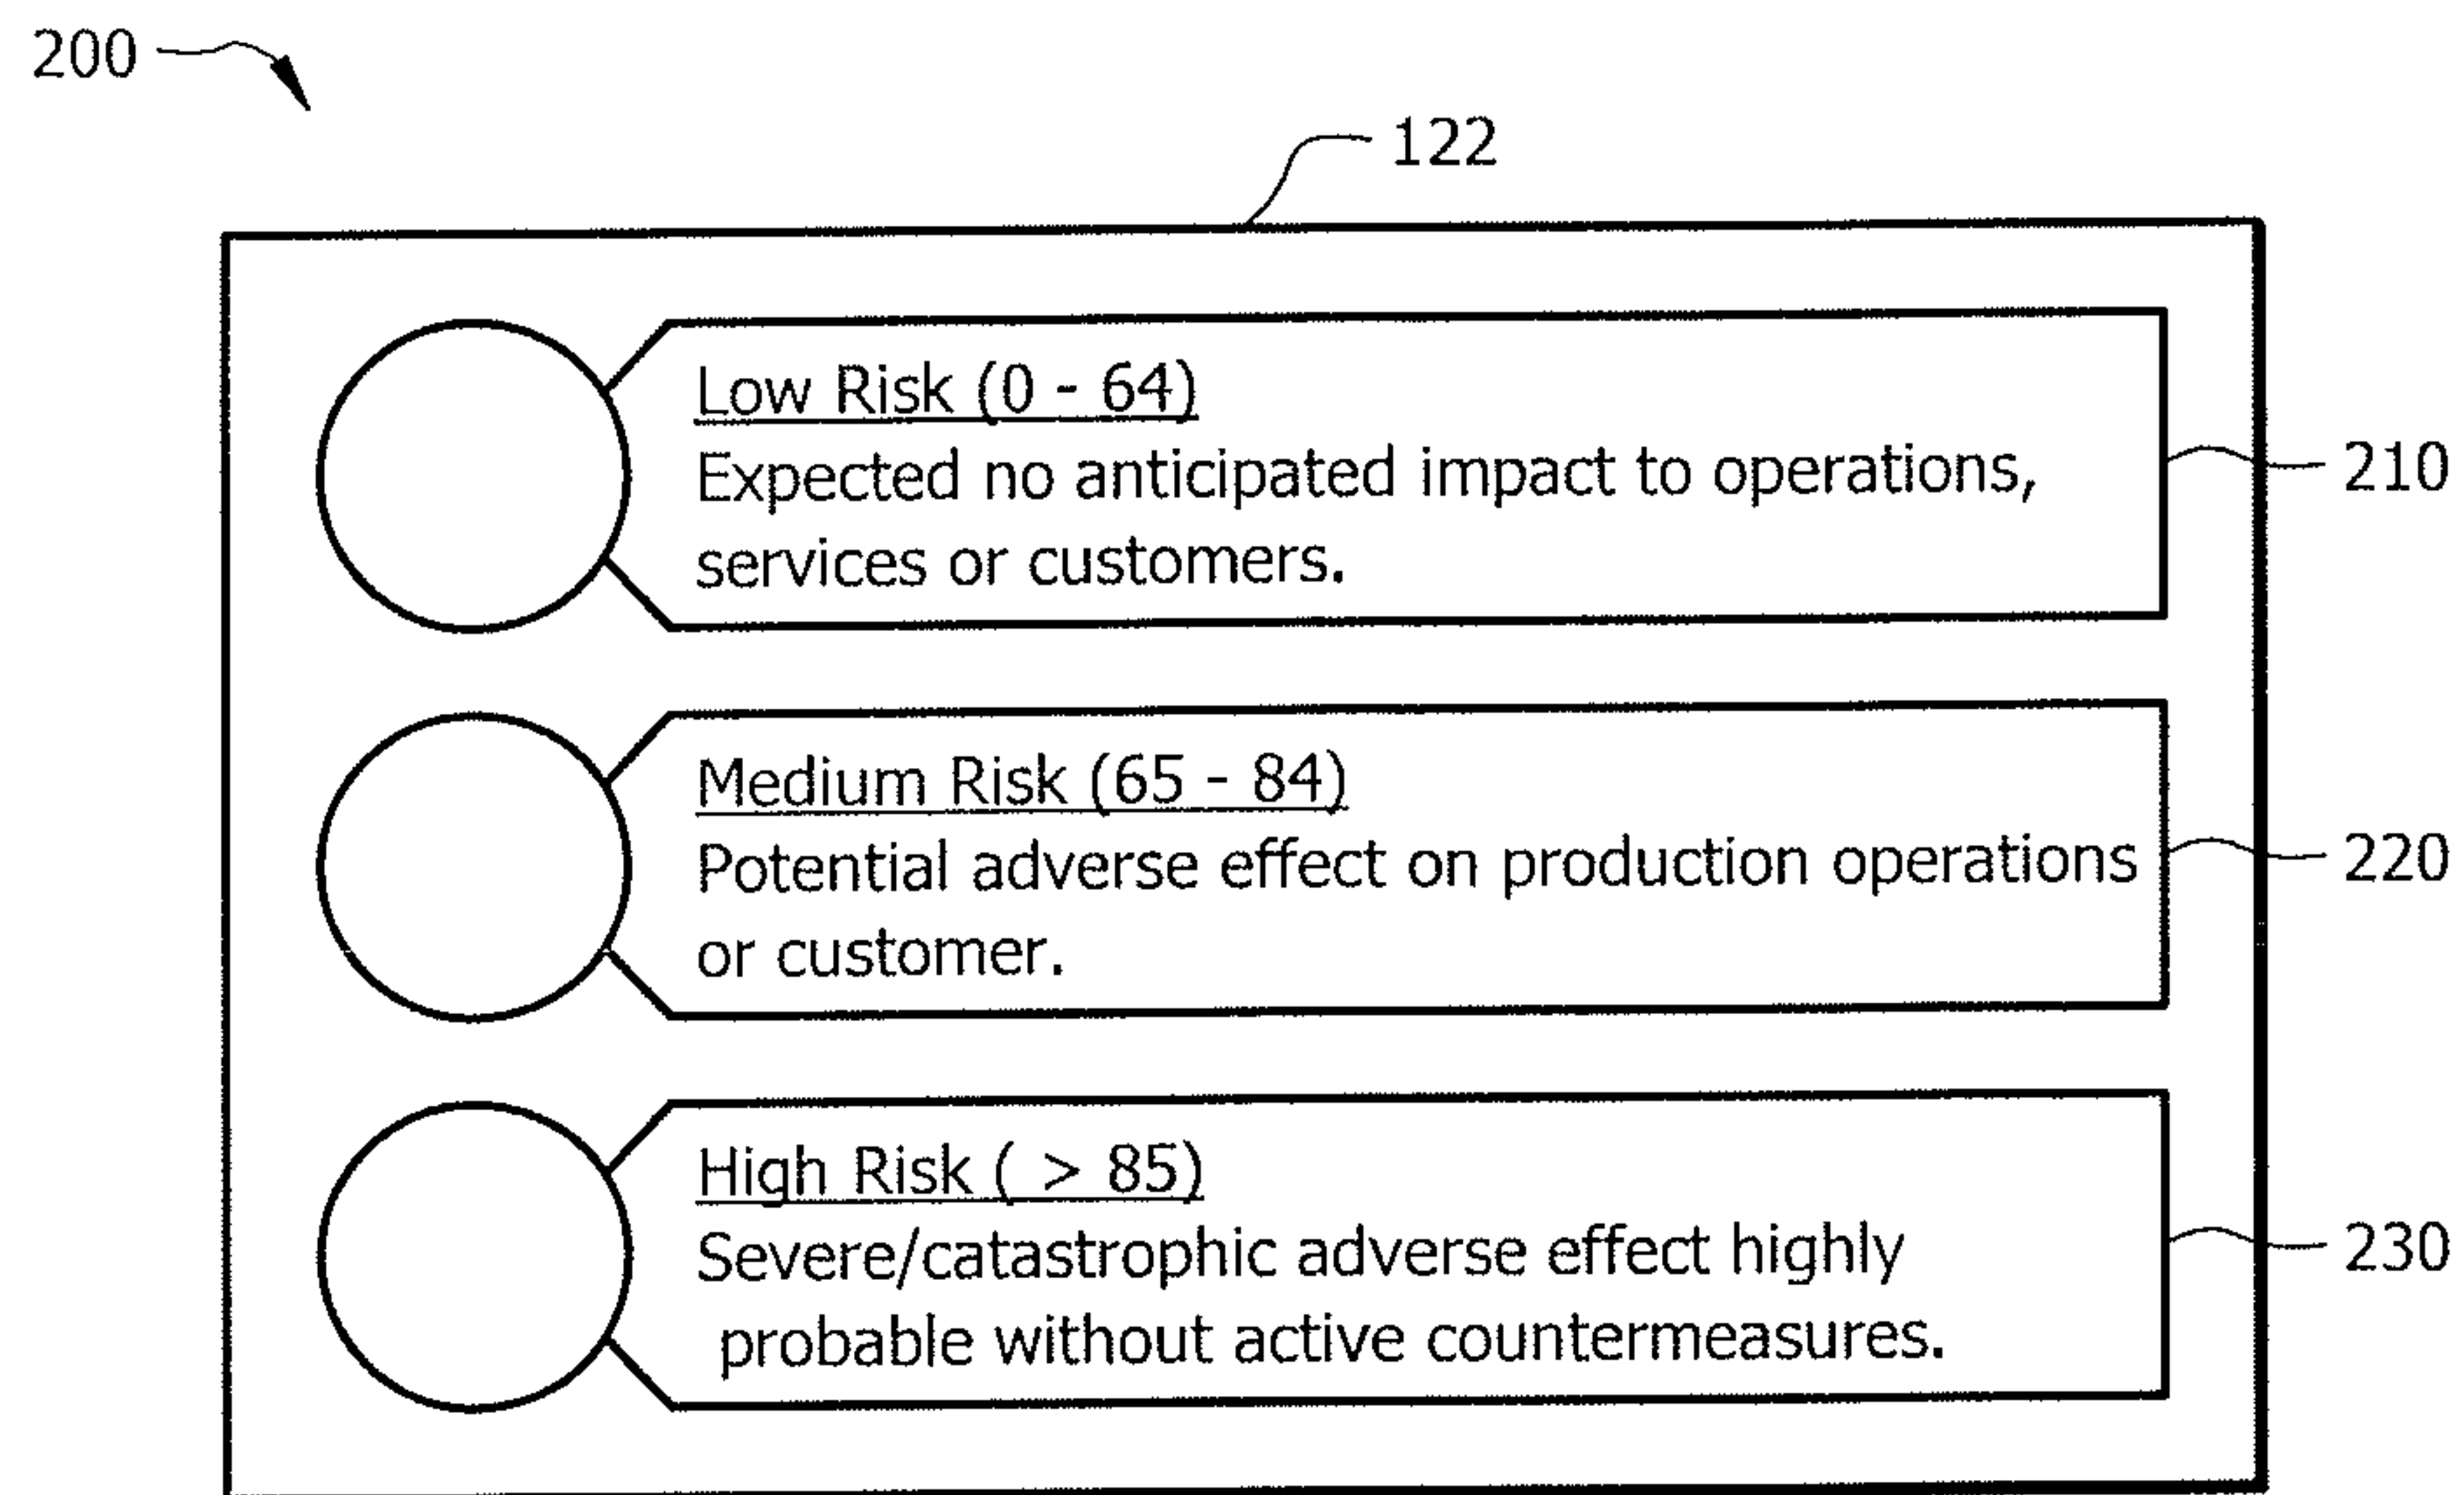 200
122
Low Risk (0 - 64)
Expected no anticipated impact to operations,
services or customers.
210
Medium Risk (65 - 84)
Potential adverse effect on production operations
or customer.
220
High Risk ( > 85)
Severe/catastrophic adverse effect highly
probable without active countermeasures.
230